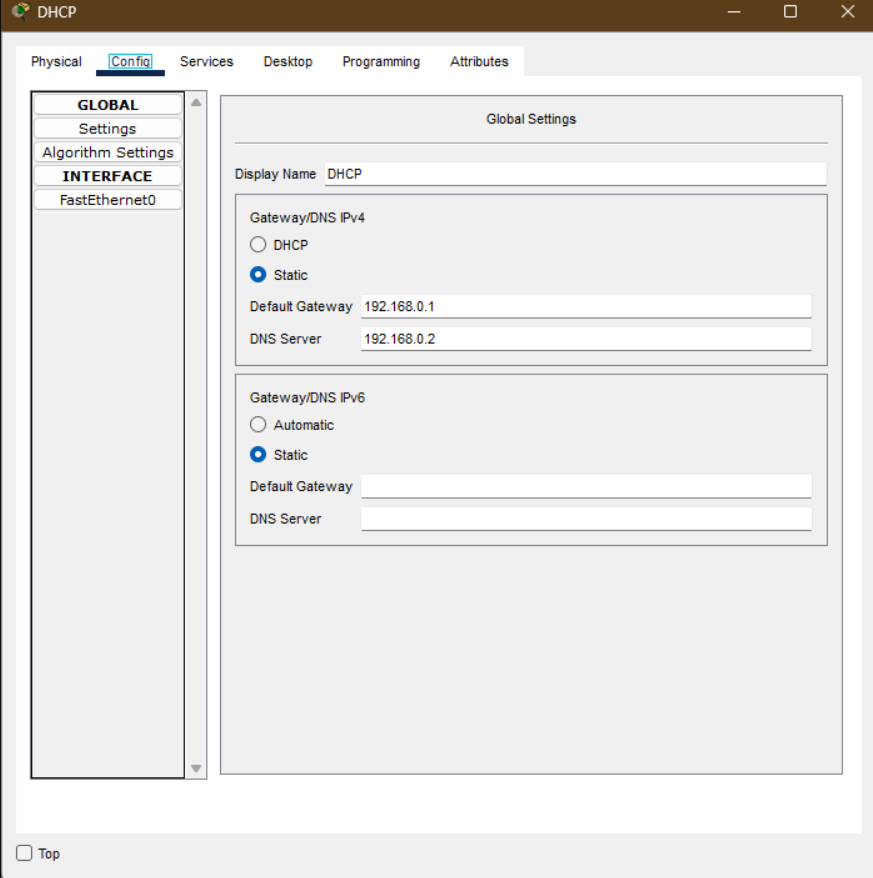 DHCP
Physical Config Services Desktop Programming Attributes
GLOBAL
Settings
Algorithm Settings
INTERFACE
FastEthernet0
Global Settings
Display Name DHCP
Gateway/DNS IPv4
DHCP
Static
Default Gateway 192.168.0.1
DNS Server 192.168.0.2
Gateway/DNS IPv6
Automatic
Static
Default Gateway
DNS Server
Top